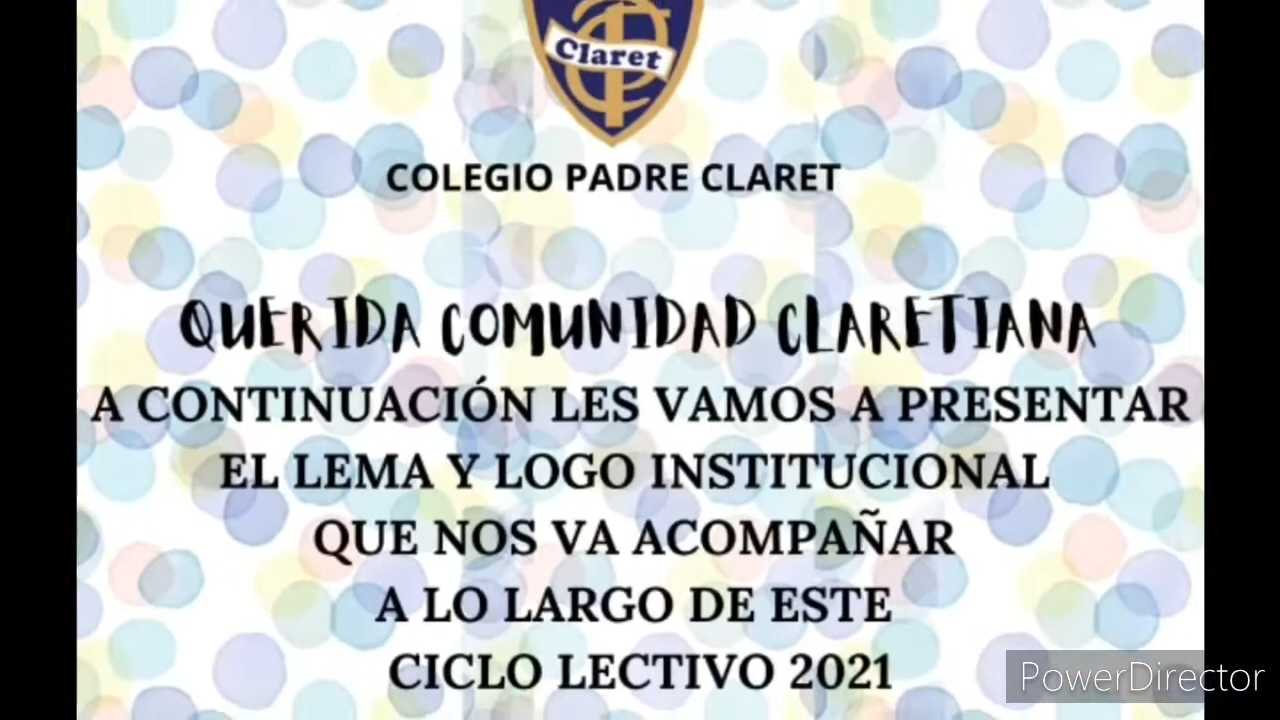 Claret
COLEGIO PADRE CLARET
QUERIDA COMUNIDAD CLARETIANA
A CONTINUACIÓN LES VAMOS A PRESENTAR
EL LEMA Y LOGO INSTITUCIONAL
QUE NOS VA ACOMPAÑAR
A LO LARGO DE ESTE
CICLO LECTIVO 2021
PowerDirector